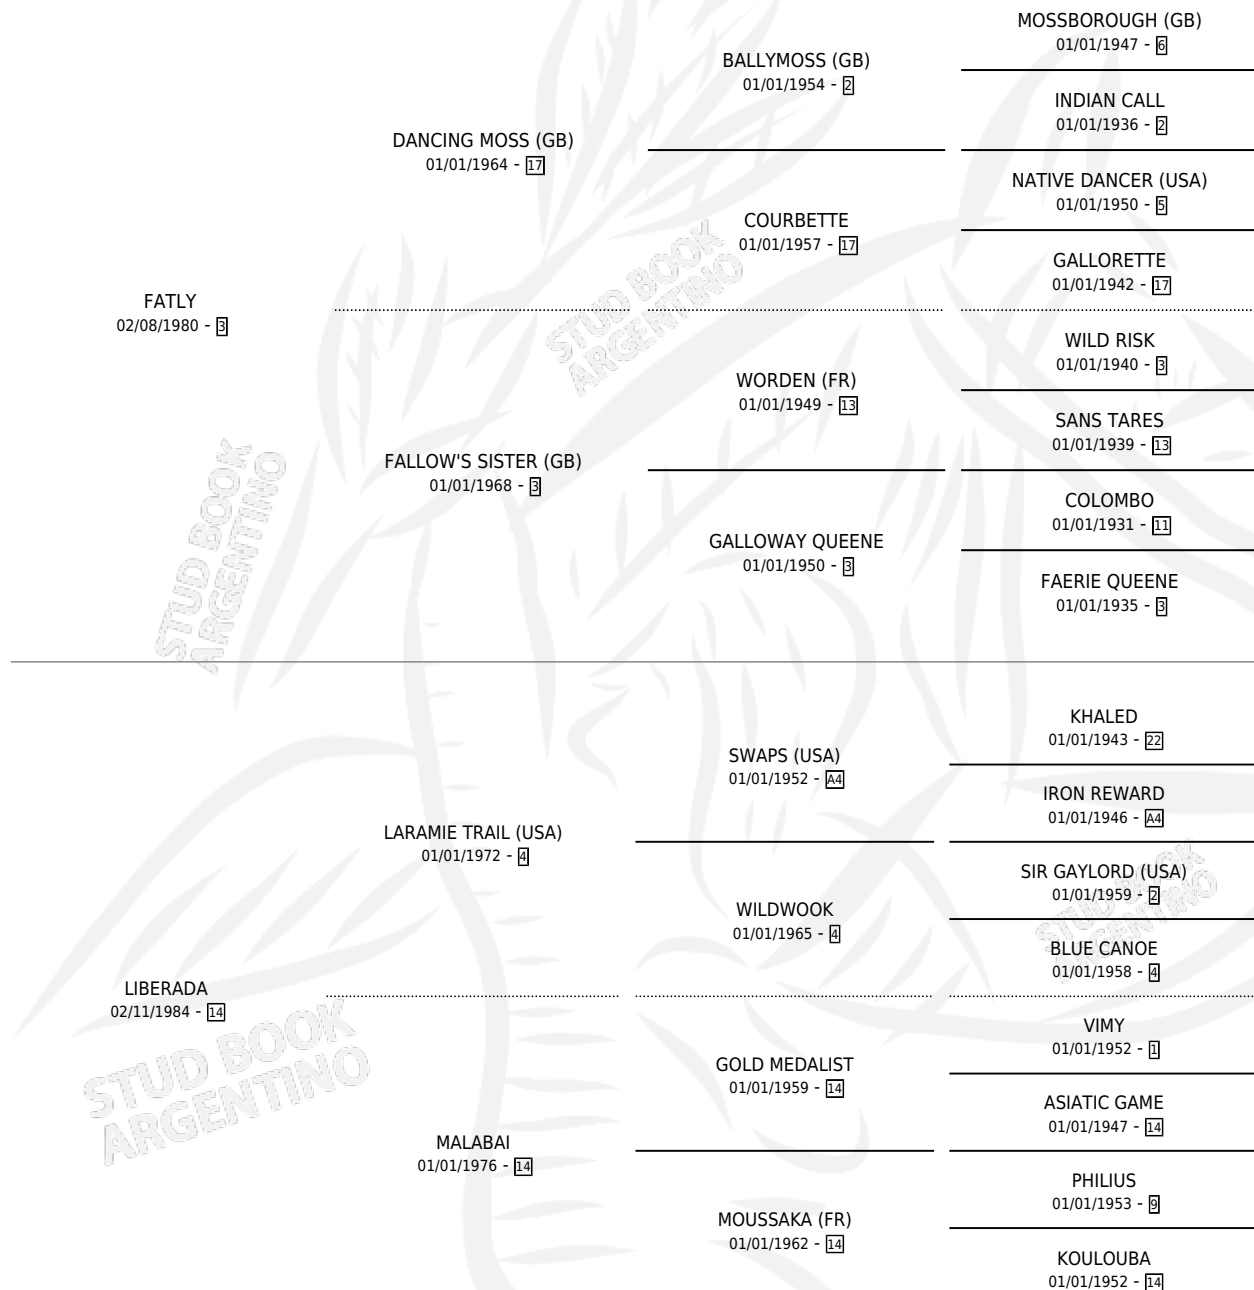 MOSSBOROUGH (GB)
01/01/1947 - 6
BALLYMOSS (GB)
01/01/1954 - 2
INDIAN CALL
01/01/1936 - 2
DANCING MOSS (GB)
01/01/1964 - 17
NATIVE DANCER (USA)
01/01/1950 - 5
COURBETTE
01/01/1957 - 17
GALLORETTE
01/01/1942 - 17
FATLY
02/08/1980 - 3
WILD RISK
01/01/1940 - 3
WORDEN (FR)
01/01/1949 - 13
SANS TARES
01/01/1939 - 13
FALLOW'S SISTER (GB)
01/01/1968 - 3
COLOMBO
01/01/1931 - 11
GALLOWAY QUEENE
01/01/1950 - 3
FAERIE QUEENE
01/01/1935 - 3
KHALED
01/01/1943 - 22
SWAPS (USA)
01/01/1952 - A4
IRON REWARD
01/01/1946 - A4
LARAMIE TRAIL (USA)
01/01/1972 - 4
SIR GAYLORD (USA)
01/01/1959 - 2
WILDWOOK
01/01/1965 - 4
BLUE CANOE
01/01/1958 - 4
LIBERADA
02/11/1984 - 14
VIMY
01/01/1952 - 1
GOLD MEDALIST
01/01/1959 - 14
ASIATIC GAME
01/01/1947 - 14
MALABAI
01/01/1976 - 14
PHILIUS
01/01/1953 - 9
MOUSSAKA (FR)
01/01/1962 - 14
KOULOUBA
01/01/1952 - 14
STUD BOOK
ARGENTINO
STUD BOOK
ARGENTINO
STUD BOOK
ARGENTINO
STUD BOOK
ARGENTINO